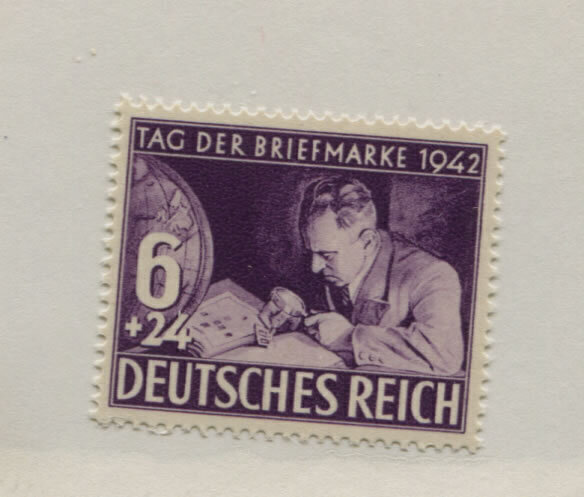 TAG DER BRIEFMARKE 1942
6
+24
DEUTSCHES REICH